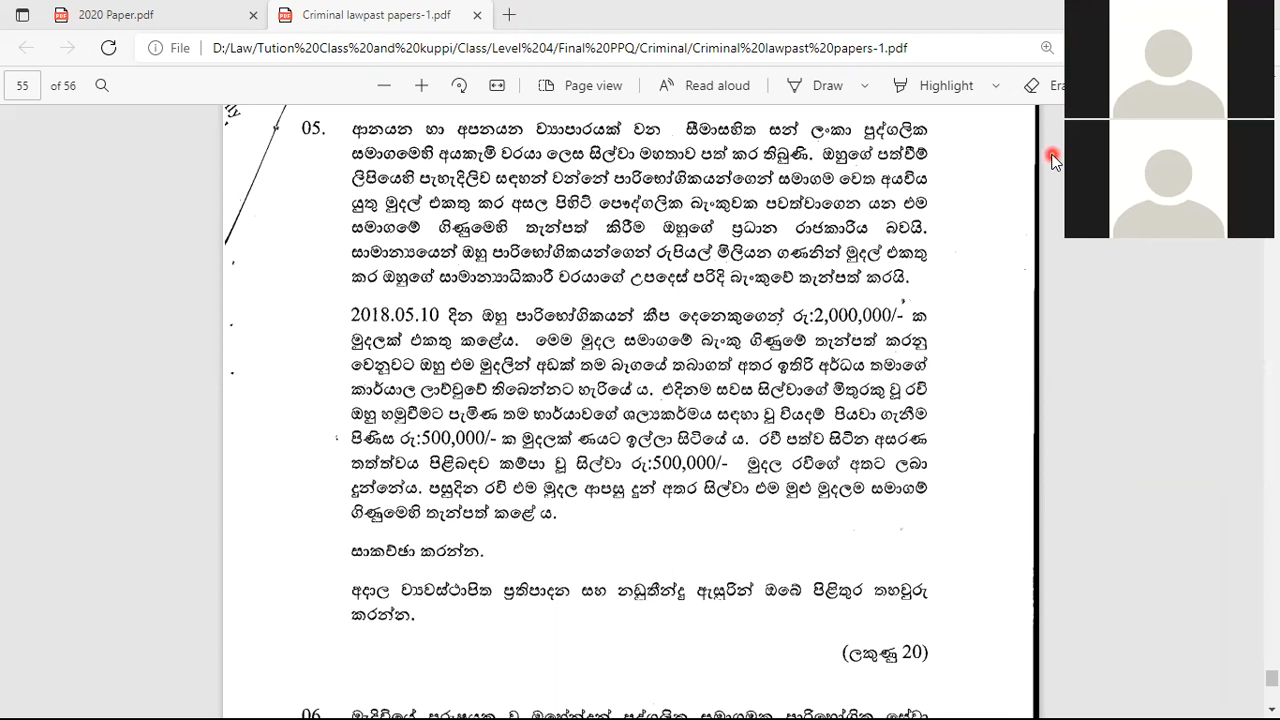 2020 Paper.pdf
Criminal lawpast papers-1.pdf
File D:/Law/Tution%20Class%20and%20kuppi/Class/Level%204/Final%20PPQ/Criminal/Criminal%20lawpast%20papers-1.pdf
55 of 56 Page view Read aloud Draw Highlight
05. ආනයන හා අපනයන ව්‍යාපාරයක් වන සීමාසහිත සන් ලංකා පුද්ගලික
සමාගමෙහි අයකැමි වරයා ලෙස සිල්වා මහතාව පත් කර තිබුණි. ඔහුගේ පත්වීම්
ලිපියෙහි පැහැදිලිව සඳහන් වන්නේ පාරිභෝගිකයන්ගෙන් සමාගම වෙත අයවිය
යුතු මුදල් එකතු කර අසල පිහිටි පෞද්ගලික බැංකුවක පවත්වාගෙන යන එම
සමාගමේ ගිණුමෙහි තැන්පත් කිරීම ඔහුගේ ප්‍රධාන රාජකාරිය බවයි.
සාමාන්‍යයෙන් ඔහු පාරිභෝගිකයන්ගෙන් රුපියල් මිලියන ගණනින් මුදල් එකතු
කර ඔහුගේ සාමාන්‍යාධිකාරී වරයාගේ උපදෙස් පරිදි බැංකුවේ තැන්පත් කරයි.
2018.05.10 දින ඔහු පාරිභෝගිකයන් කීප දෙනෙකුගෙන් රු:2,000,000/- ක
මුදලක් එකතු කළේය. මෙම මුදල සමාගමේ බැංකු ගිණුමේ තැන්පත් කරනු
වෙනුවට ඔහු එම මුදලින් අඩක් තම බෑගයේ තබාගත් අතර ඉතිරි අර්ධය තමාගේ
කාර්යාල ලාච්චුවේ තිබෙන්නට හැරියේ ය. එදිනම සවස සිල්වාගේ මිතුරකු වූ රවි
ඔහු හමුවීමට පැමිණ තම භාර්යාවගේ ශල්‍යකර්මය සඳහා වූ වියදම් පියවා ගැනීම
පිණිස රු:500,000/- ක මුදලක් ණයට ඉල්ලා සිටියේ ය. රවී පත්ව සිටින අසරණ
තත්ත්වය පිළිබඳව කම්පා වූ සිල්වා රු:500,000/- මුදල රවිගේ අතට ලබා
දුන්නේය. පසුදින රවි එම මුදල ආපසු දුන් අතර සිල්වා එම මුළු මුදලම සමාගම්
ගිණුමෙහි තැන්පත් කළේ ය.
සාකච්ඡා කරන්න.
අදාල ව්‍යවස්ථාපිත ප්‍රතිපාදන සහ නඩුතීන්දු ඇසුරින් ඔබේ පිළිතුර තහවුරු
කරන්න.
(ලකුණු 20)
06.